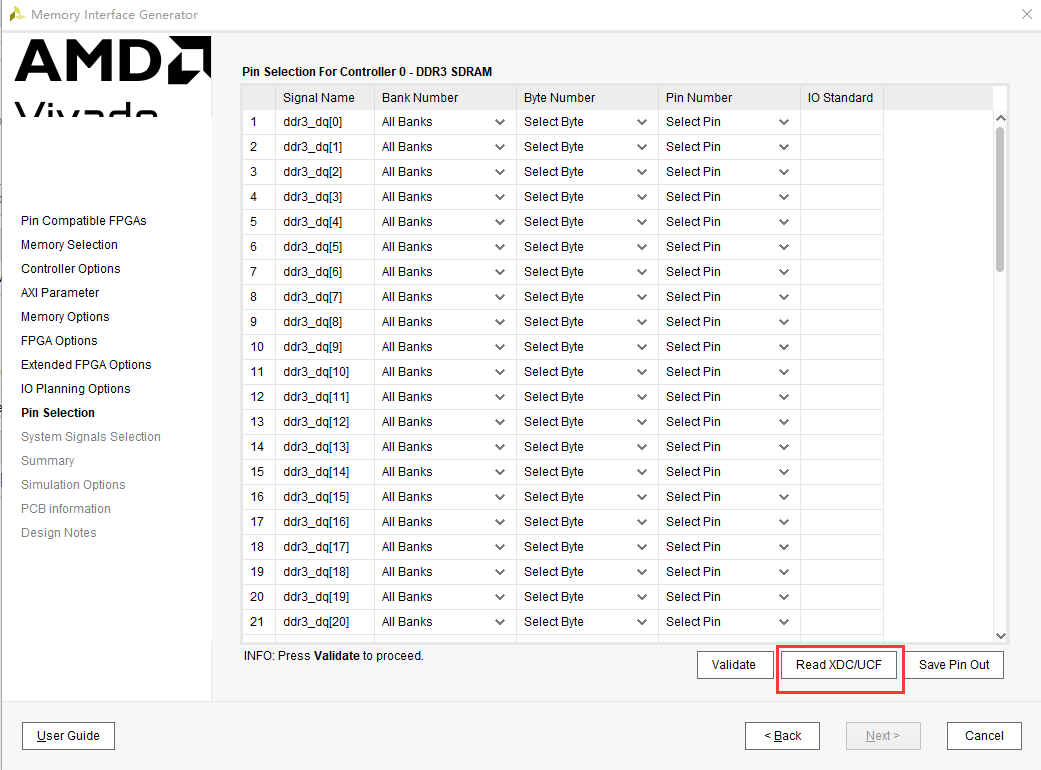 Memory Interface Generator
AMD
Vivado
Pin Compatible FPGAs
Memory Selection
Controller Options
AXI Parameter
Memory Options
FPGA Options
Extended FPGA Options
IO Planning Options
Pin Selection
System Signals Selection
Summary
Simulation Options
PCB information
Design Notes
Pin Selection For Controller 0 - DDR3 SDRAM
Signal Name Bank Number Byte Number Pin Number IO Standard
1 ddr3_dq[0] All Banks Select Byte Select Pin
2 ddr3_dq[1] All Banks Select Byte Select Pin
3 ddr3_dq[2] All Banks Select Byte Select Pin
4 ddr3_dq[3] All Banks Select Byte Select Pin
5 ddr3_dq[4] All Banks Select Byte Select Pin
6 ddr3_dq[5] All Banks Select Byte Select Pin
7 ddr3_dq[6] All Banks Select Byte Select Pin
8 ddr3_dq[7] All Banks Select Byte Select Pin
9 ddr3_dq[8] All Banks Select Byte Select Pin
10 ddr3_dq[9] All Banks Select Byte Select Pin
11 ddr3_dq[10] All Banks Select Byte Select Pin
12 ddr3_dq[11] All Banks Select Byte Select Pin
13 ddr3_dq[12] All Banks Select Byte Select Pin
14 ddr3_dq[13] All Banks Select Byte Select Pin
15 ddr3_dq[14] All Banks Select Byte Select Pin
16 ddr3_dq[15] All Banks Select Byte Select Pin
17 ddr3_dq[16] All Banks Select Byte Select Pin
18 ddr3_dq[17] All Banks Select Byte Select Pin
19 ddr3_dq[18] All Banks Select Byte Select Pin
20 ddr3_dq[19] All Banks Select Byte Select Pin
21 ddr3_dq[20] All Banks Select Byte Select Pin
INFO: Press Validate to proceed.
Validate Read XDC/UCF Save Pin Out
User Guide < Back Next > Cancel